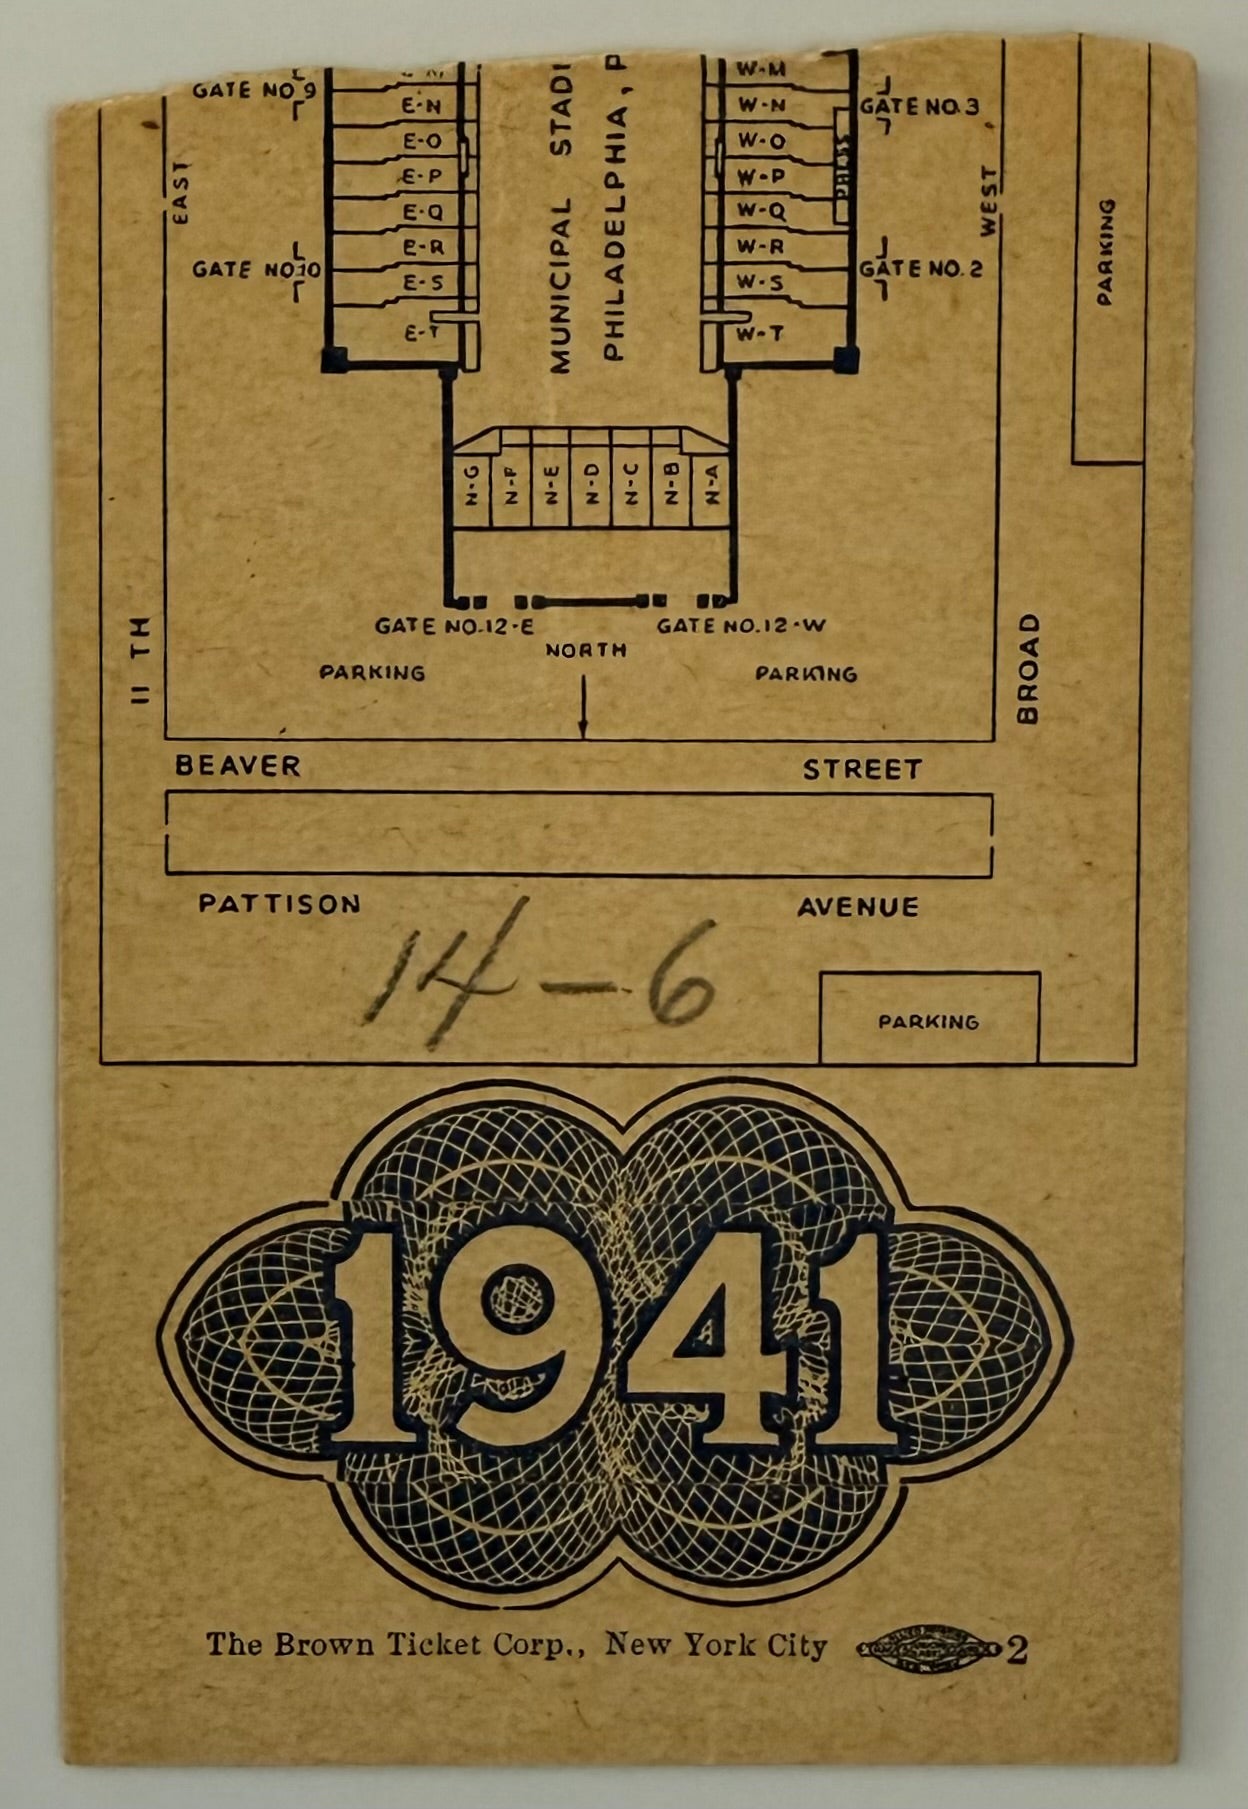 W-M
GATE NO.9
E-N
W-N
GATE NO.3
E-O
W-O
E-P
W-P
PRESS
EAST
WEST
E-Q
W-Q
E-R
W-R
GATE NO.10
GATE NO.2
E-S
W-S
E-T
W-T
MUNICIPAL STADI
PHILADELPHIA, P
PARKING
N-G
N-F
N-E
N-D
N-C
N-B
N-A
GATE NO.12-E
GATE NO.12-W
NORTH
PARKING
PARKING
11 TH
BROAD
BEAVER STREET
PATTISON AVENUE
14-6
PARKING
1941
The Brown Ticket Corp., New York City
2